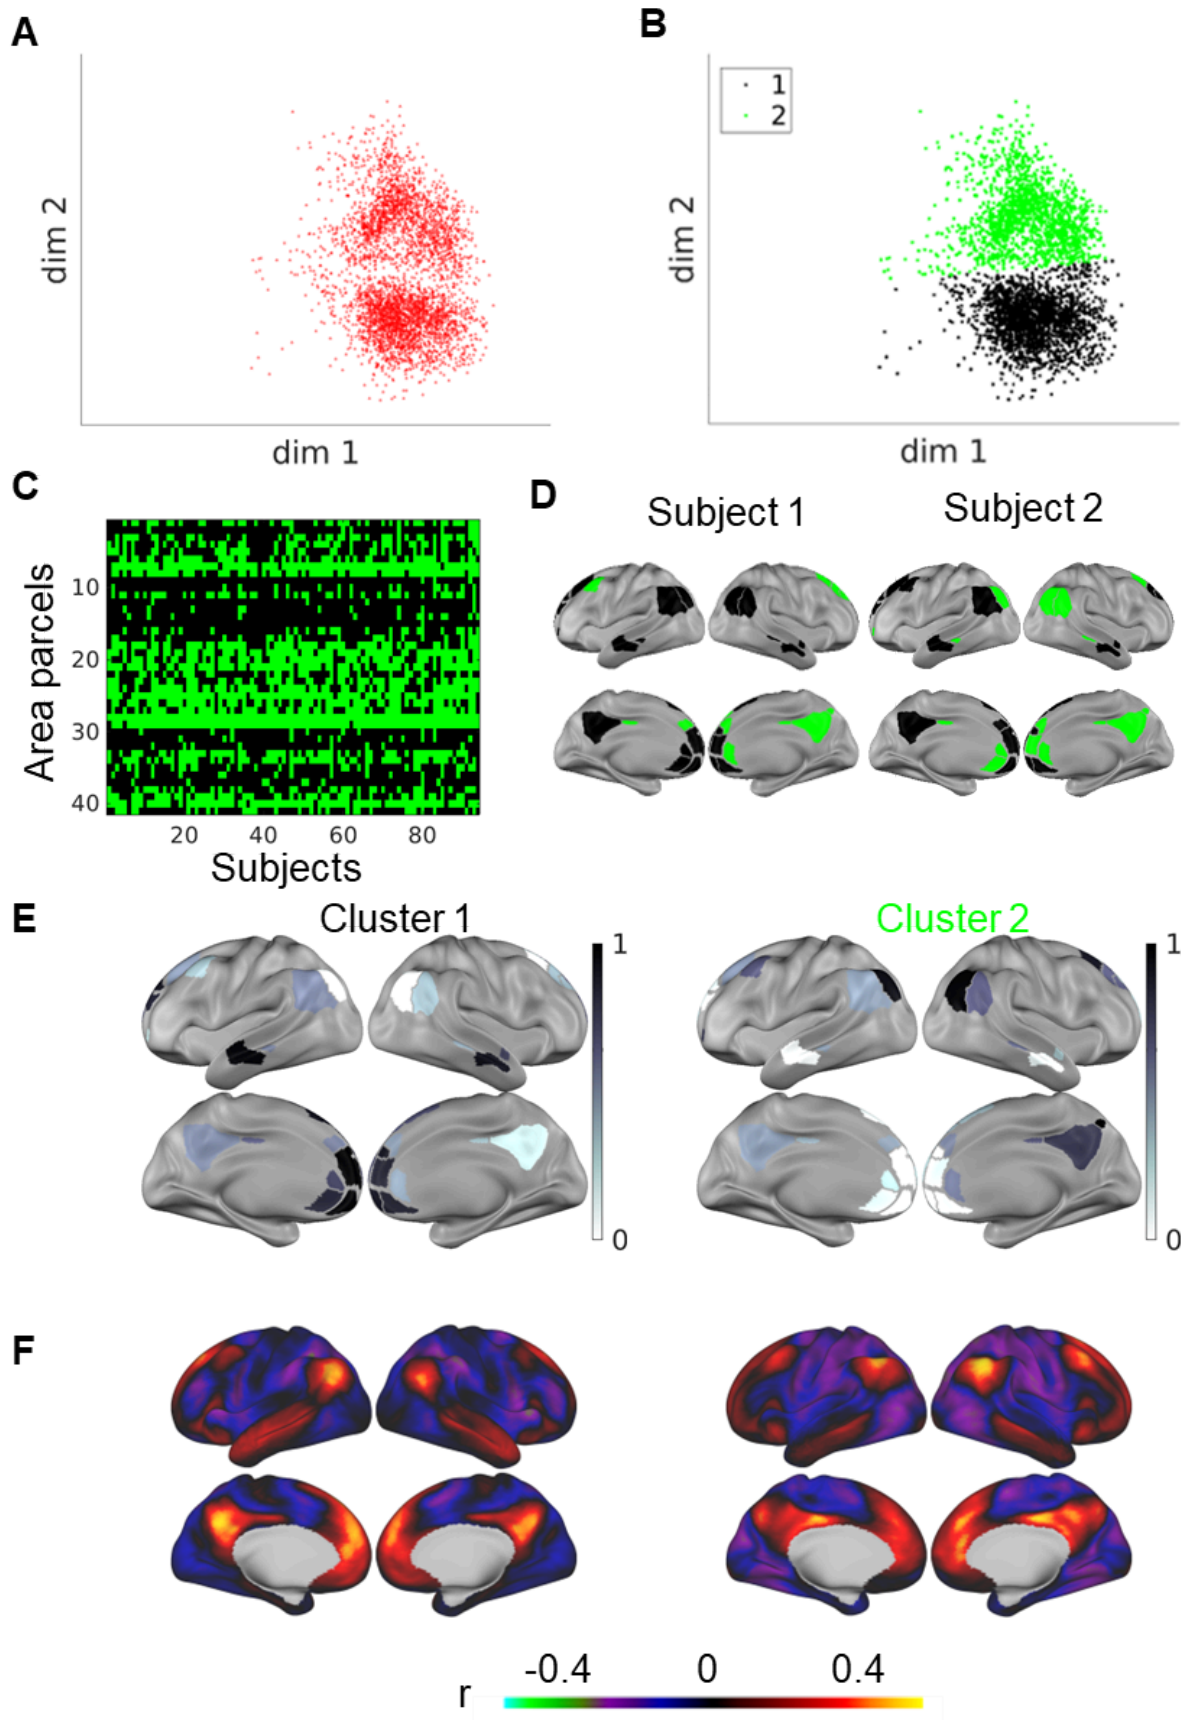 A
B
1
2
dim 2
dim 1
dim 2
dim 1
C
D
Subject 1
Subject 2
Area parcels
10
20
30
40
20
40
60
80
Subjects
E
Cluster 1
Cluster 2
1
0
1
0
F
-0.4
0
0.4
r